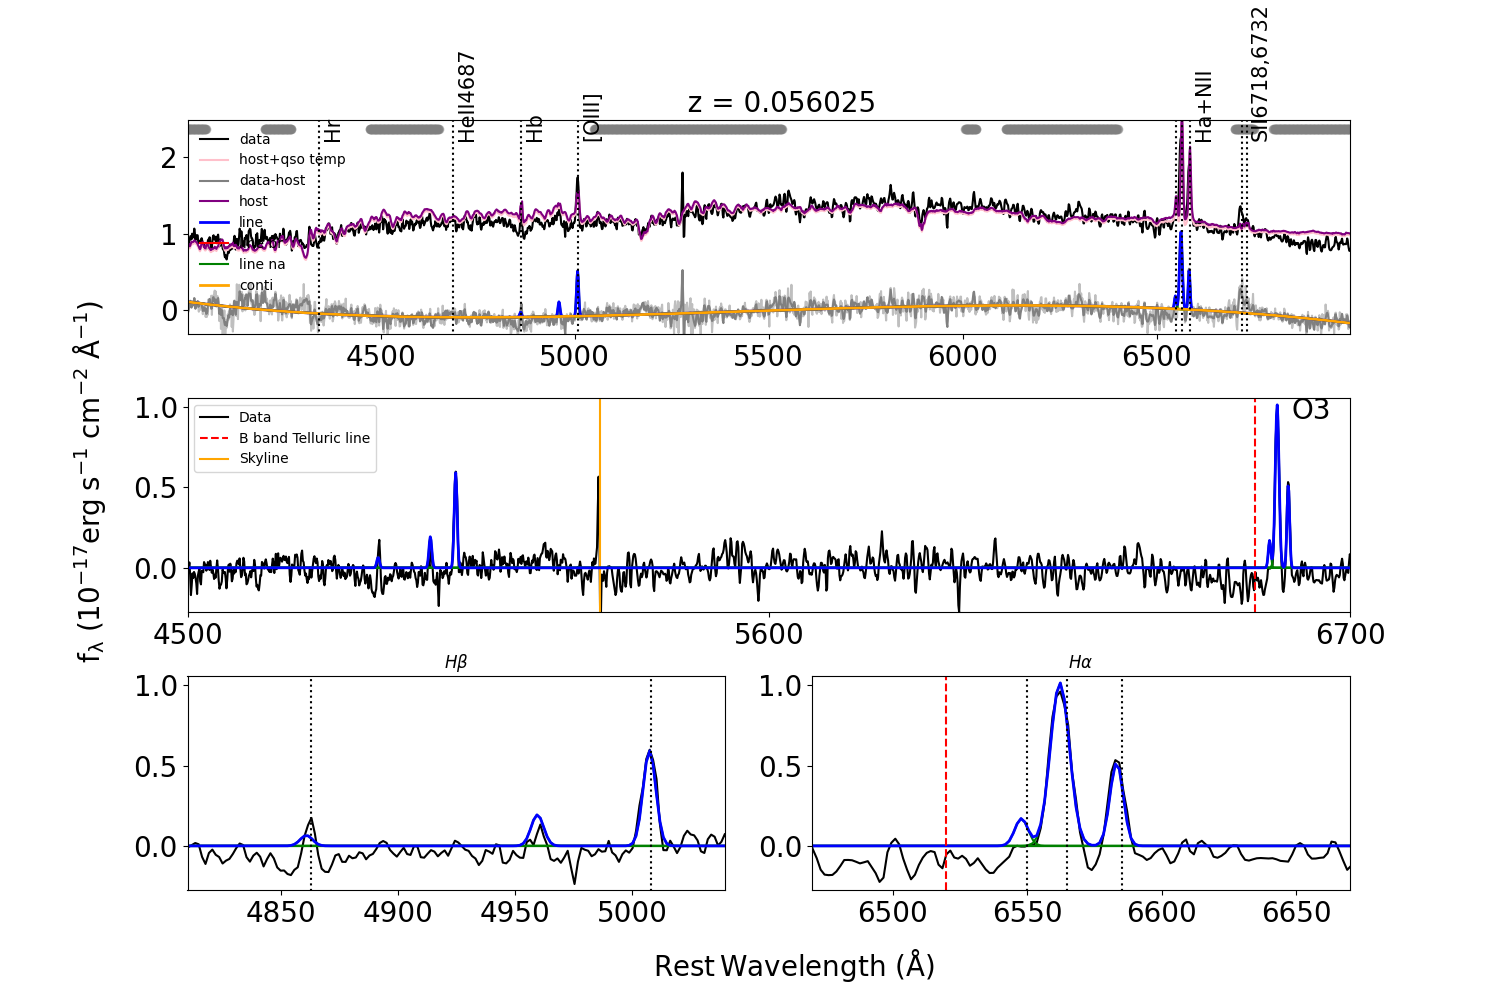 z = 0.056025
Hr
HeII4687
Hb
[OIII]
Ha+NII
SII6718,6732
data
host+qso temp
data-host
host
line
line na
conti
2
1
0
4500 5000 5500 6000 6500
Data
B band Telluric line
Skyline
O3
1.0
0.5
0.0
4500 5600 6700
fλ (10⁻¹⁷erg s⁻¹ cm⁻² Å⁻¹)
Hβ
1.0
0.5
0.0
4850 4900 4950 5000
Hα
1.0
0.5
0.0
6500 6550 6600 6650
Rest Wavelength (Å)